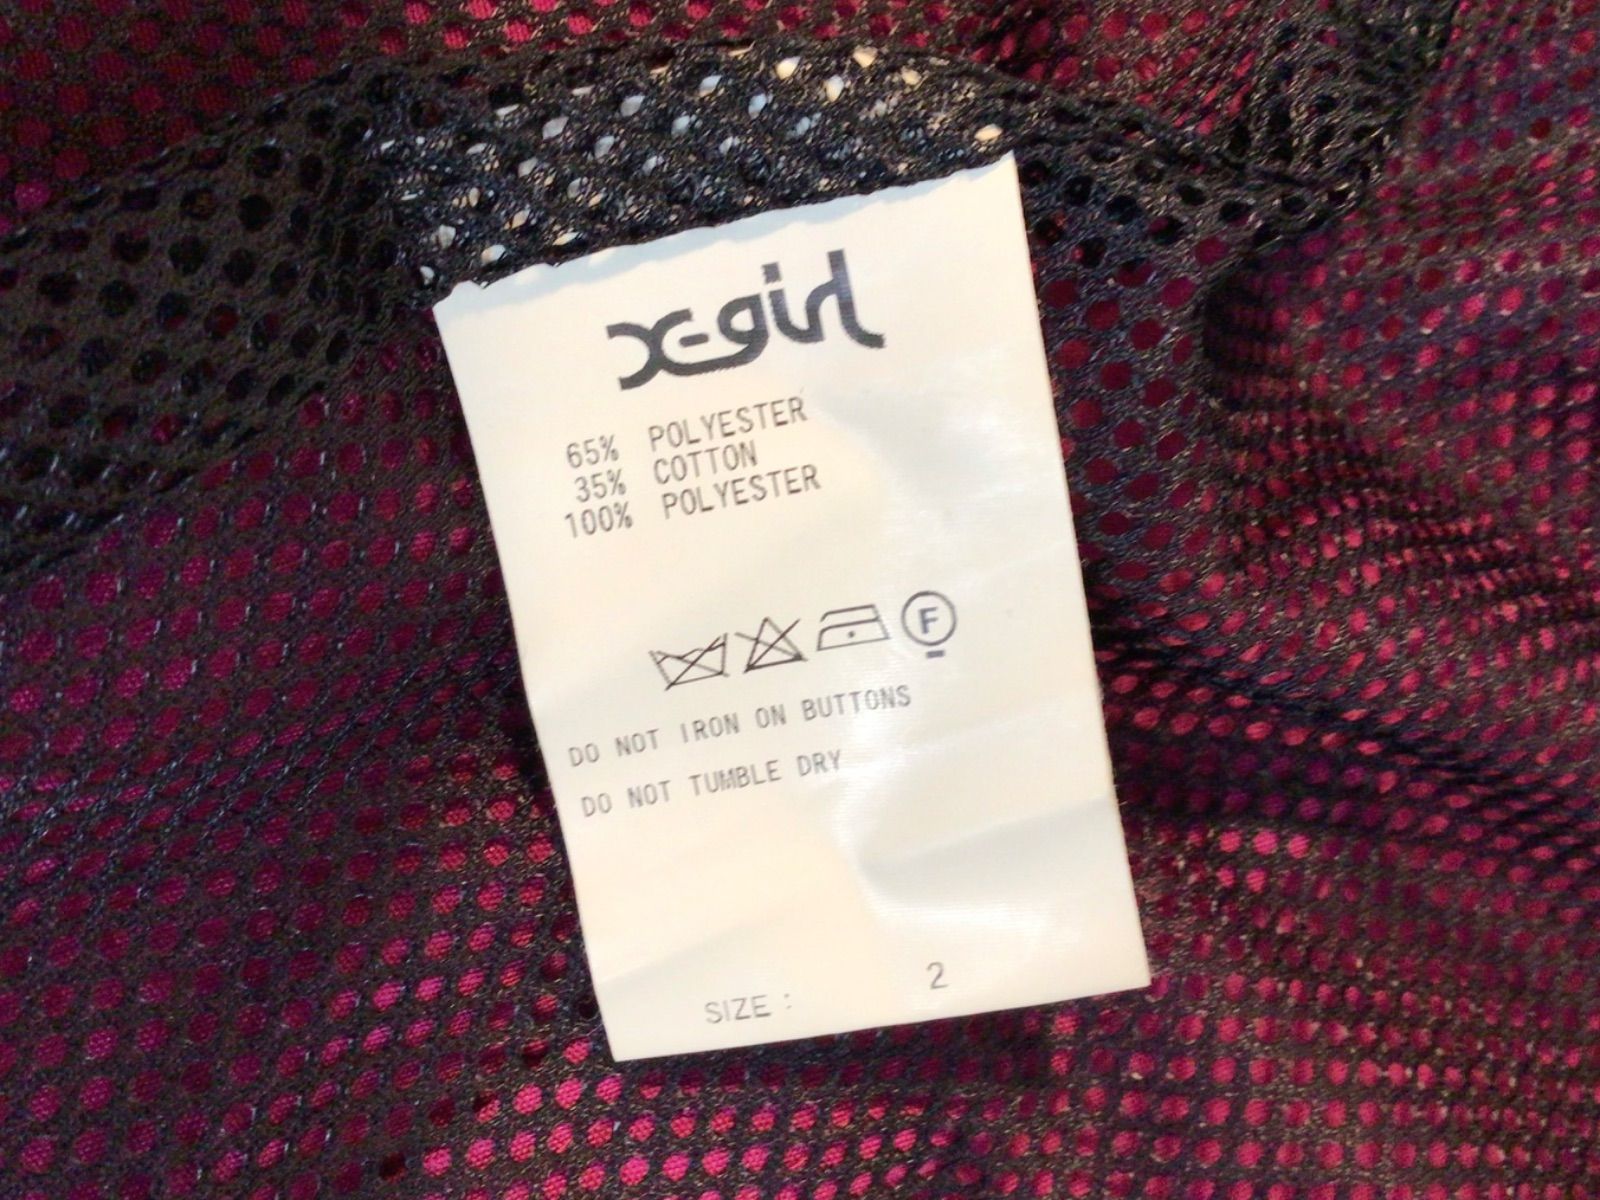 X-girl
65% POLYESTER
35% COTTON
100% POLYESTER
F
DO NOT IRON ON BUTTONS
DO NOT TUMBLE DRY
SIZE : 2